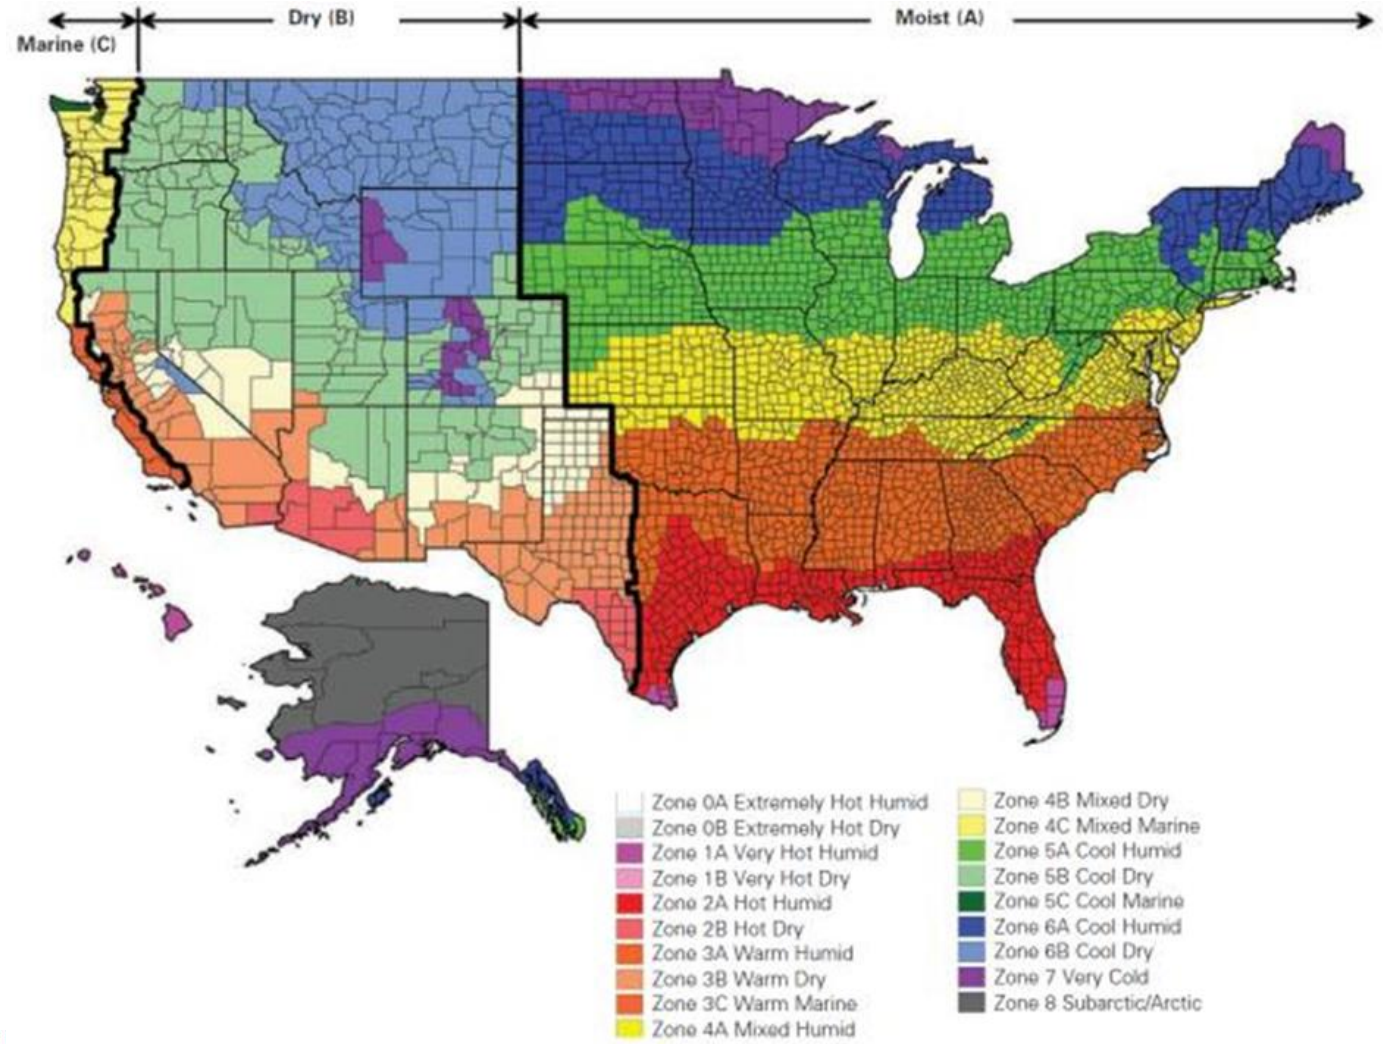 Dry (B)
Moist (A)
Marine (C)
Zone 0A Extremely Hot Humid
Zone 0B Extremely Hot Dry
Zone 1A Very Hot Humid
Zone 1B Very Hot Dry
Zone 2A Hot Humid
Zone 2B Hot Dry
Zone 3A Warm Humid
Zone 3B Warm Dry
Zone 3C Warm Marine
Zone 4A Mixed Humid
Zone 4B Mixed Dry
Zone 4C Mixed Marine
Zone 5A Cool Humid
Zone 5B Cool Dry
Zone 5C Cool Marine
Zone 6A Cool Humid
Zone 6B Cool Dry
Zone 7 Very Cold
Zone 8 Subarctic/Arctic